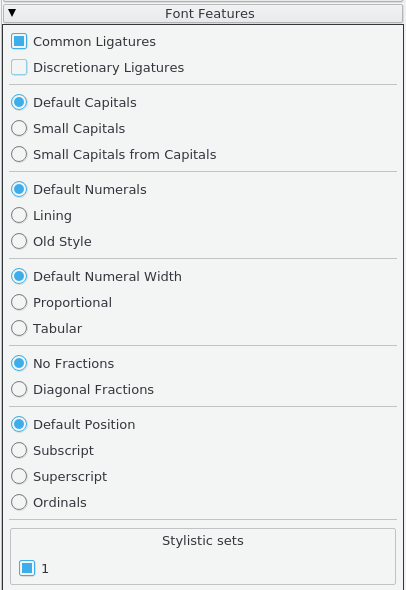 Font Features
Common Ligatures
Discretionary Ligatures
Default Capitals
Small Capitals
Small Capitals from Capitals
Default Numerals
Lining
Old Style
Default Numeral Width
Proportional
Tabular
No Fractions
Diagonal Fractions
Default Position
Subscript
Superscript
Ordinals
Stylistic sets
1